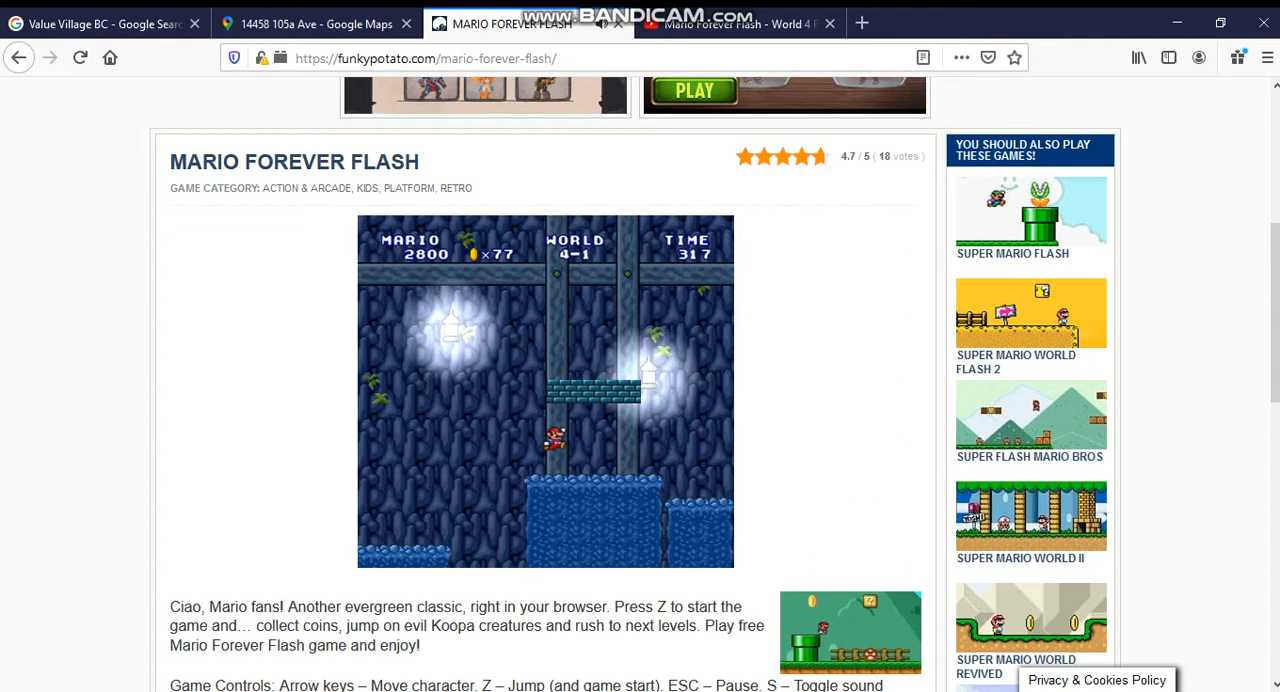 Value Village BC - Google Sear
14458 105a Ave - Google Maps
MARIO FOREVER FLASH
Mario Forever Flash - World 4 F
www.BANDICAM.com
https://funkypotato.com/mario-forever-flash/
PLAY
MARIO FOREVER FLASH
4.7 / 5 ( 18 votes )
GAME CATEGORY: ACTION & ARCADE, KIDS, PLATFORM, RETRO
MARIO WORLD TIME
2800 ×77 4-1 317
Ciao, Mario fans! Another evergreen classic, right in your browser. Press Z to start the
game and… collect coins, jump on evil Koopa creatures and rush to next levels. Play free
Mario Forever Flash game and enjoy!
Game Controls: Arrow keys – Move character. Z – Jump (and game start). ESC – Pause. S – Toggle sound
YOU SHOULD ALSO PLAY
THESE GAMES!
SUPER MARIO FLASH
SUPER MARIO WORLD
FLASH 2
SUPER FLASH MARIO BROS
SUPER MARIO WORLD II
SUPER MARIO WORLD
REVIVED
Privacy & Cookies Policy